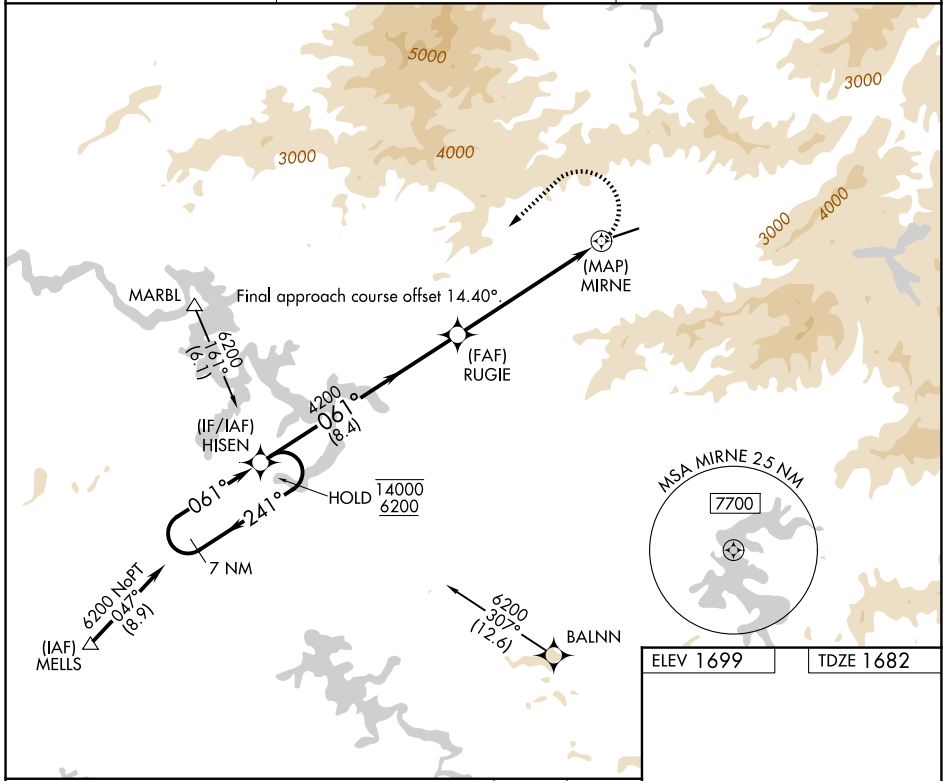 5000
3000
3000
4000
3000
4000
(MAP)
MIRNE
MARBL
Final approach course offset 14.40°.
6200
161°
(6.1)
(FAF)
RUGIE
4200
061°
(8.4)
(IF/IAF)
HISEN
061°
241°
HOLD 14000
6200
7 NM
MSA MIRNE 25 NM
7700
6200 NoPT
047°
(8.9)
(IAF)
MELLS
6200
307°
(12.6)
BALNN
ELEV 1699
TDZE 1682